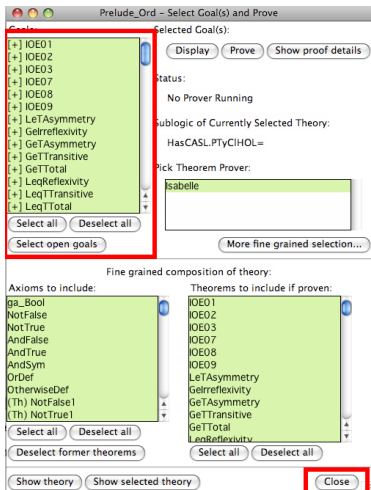 Prelude_Ord – Select Goal(s) and Prove
Goals:
Selected Goal(s):
[+] IOE01
[+] IOE02
[+] IOE03
[+] IOE07
[+] IOE08
[+] IOE09
[+] LeTAsymmetry
[+] GeIrreflexivity
[+] GeTAsymmetry
[+] GeTTransitive
[+] GeTTotal
[+] LeqReflexivity
[+] LeqTTransitive
[+] LeqTTotal
Select all
Deselect all
Select open goals
Display
Prove
Show proof details
Status:
No Prover Running
Sublogic of Currently Selected Theory:
HasCASL.PTyClHOL=
Pick Theorem Prover:
Isabelle
More fine grained selection...
Fine grained composition of theory:
Axioms to include:
ga_Bool
NotFalse
NotTrue
AndFalse
AndTrue
AndSym
OrDef
OtherwiseDef
(Th) NotFalse1
(Th) NotTrue1
Select all
Deselect all
Deselect former theorems
Theorems to include if proven:
IOE01
IOE02
IOE03
IOE07
IOE08
IOE09
LeTAsymmetry
GeIrreflexivity
GeTAsymmetry
GeTTransitive
GeTTotal
LeqReflexivity
Select all
Deselect all
Show theory
Show selected theory
Close